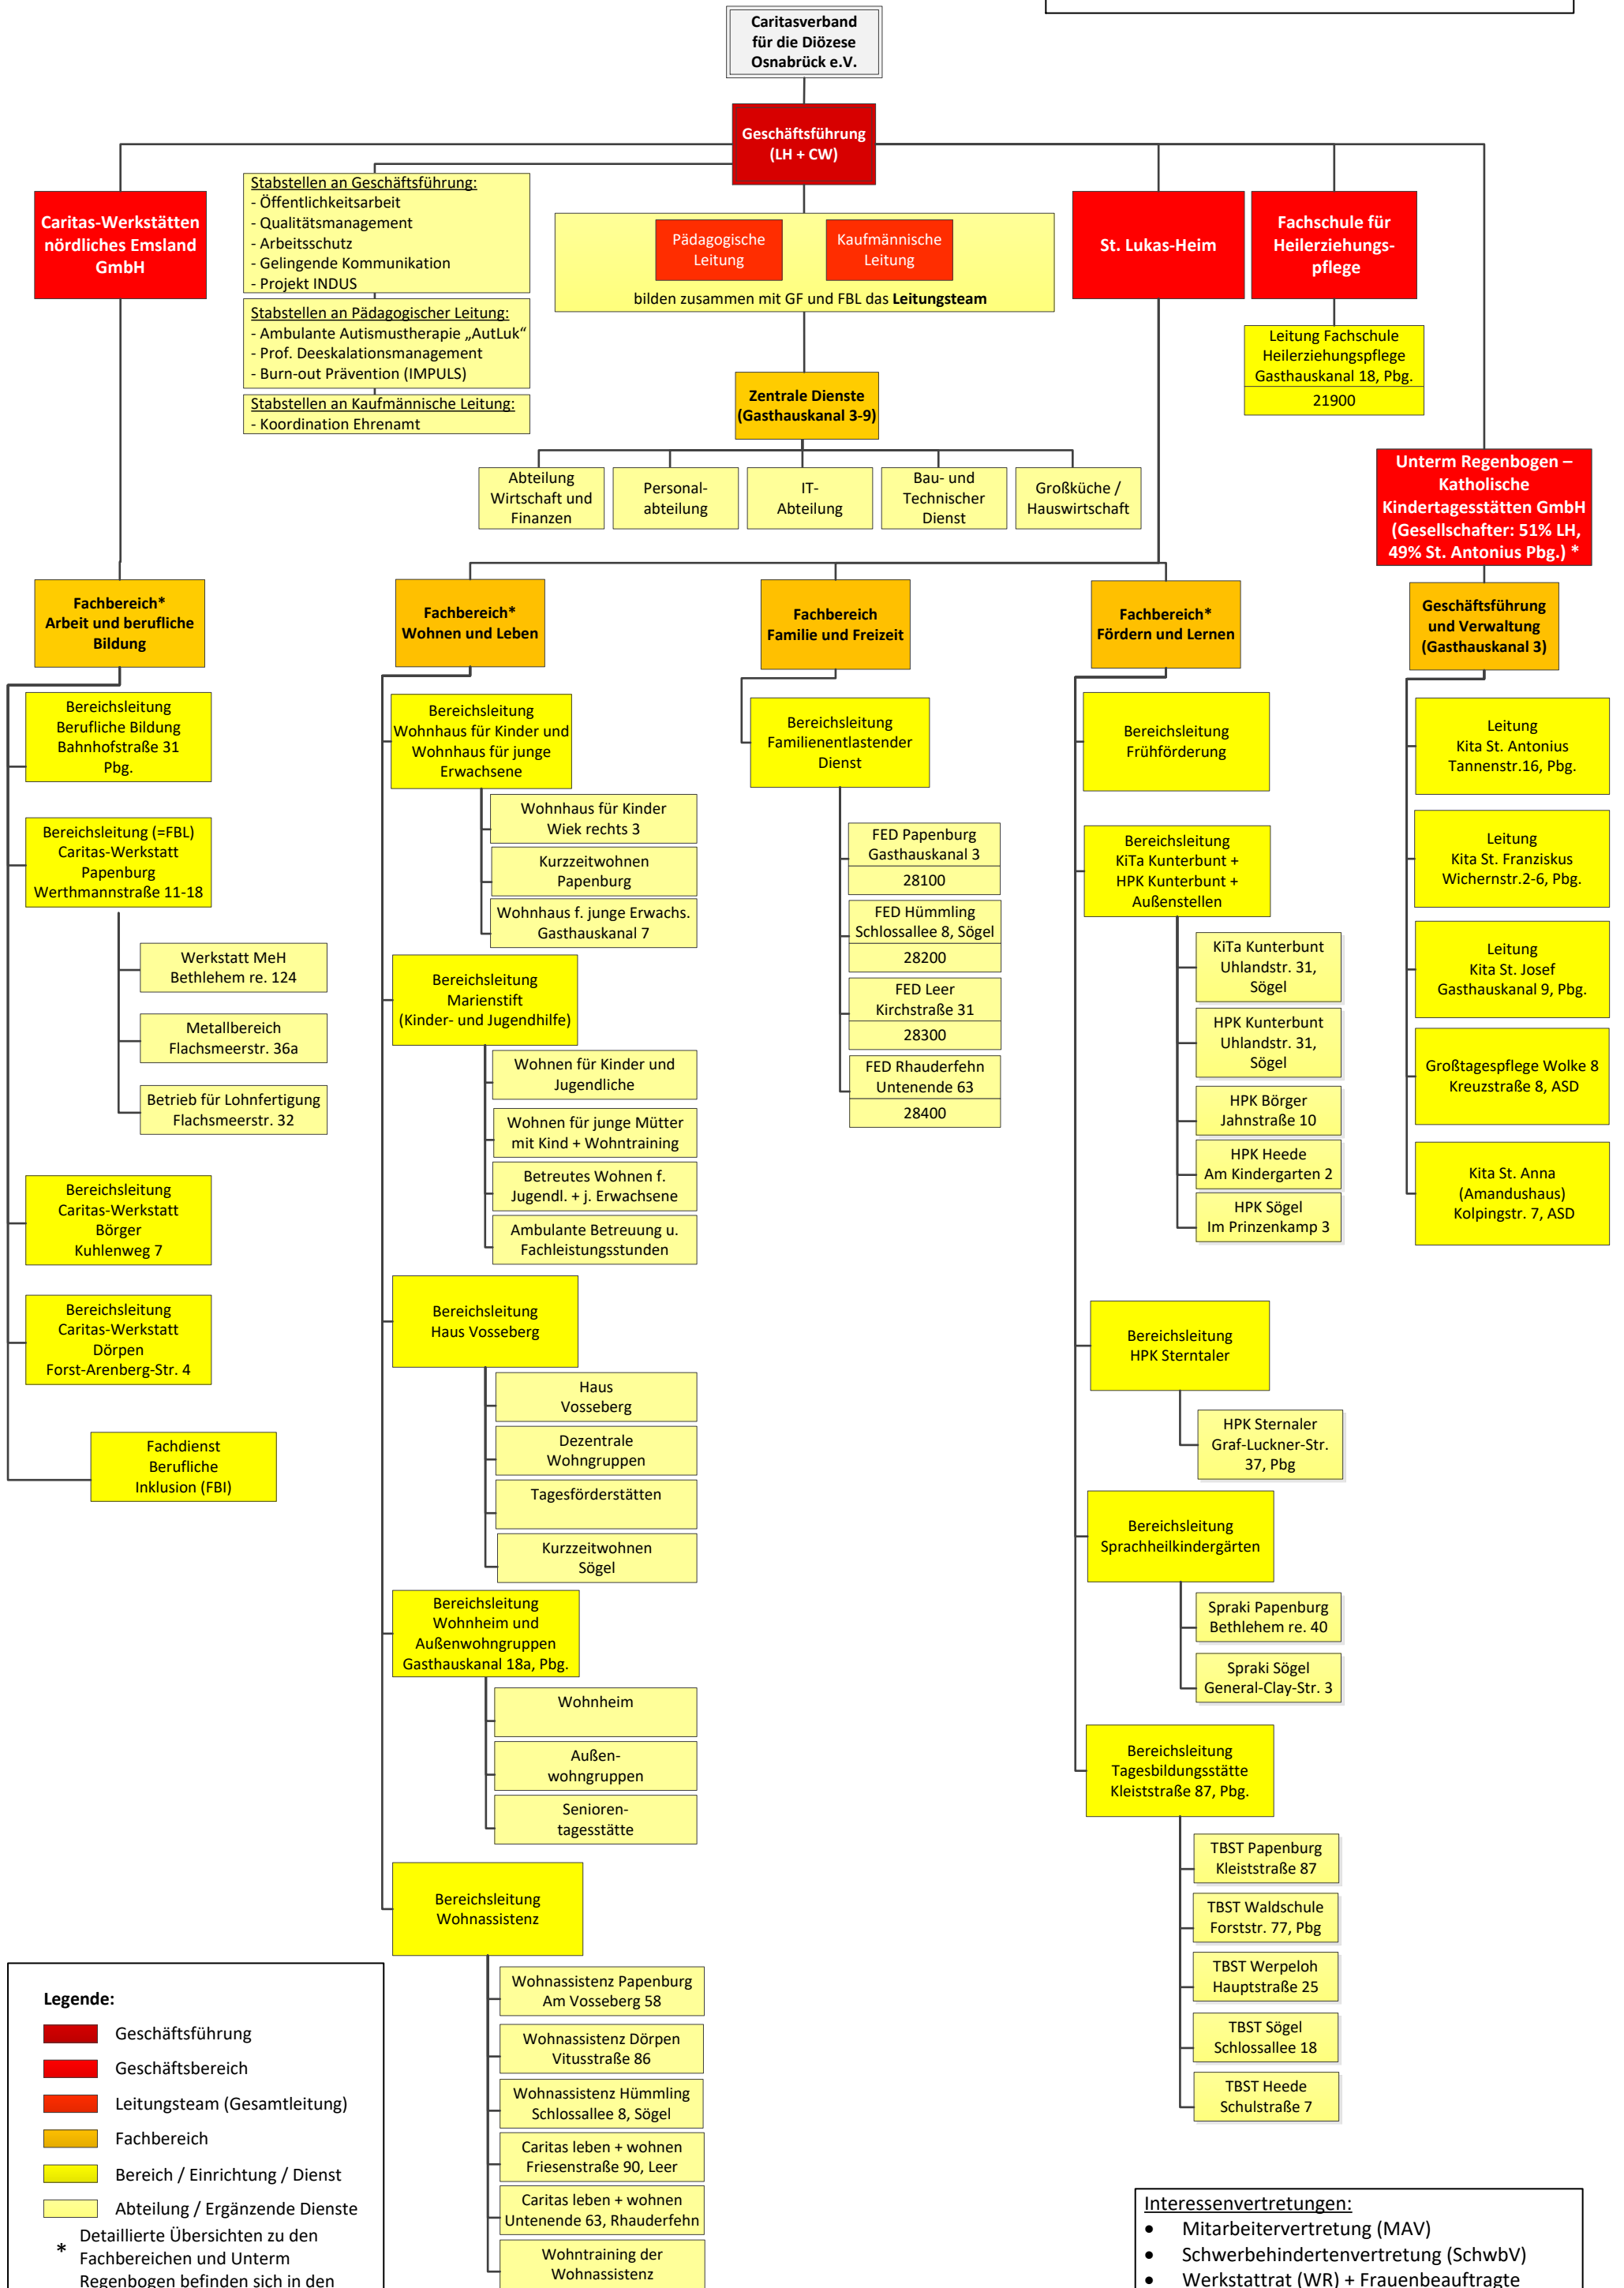 Caritasverband
für die Diözese
Osnabrück e.V.
Geschäftsführung
(LH + CW)
Caritas-Werkstätten
nördliches Emsland
GmbH
Stabstellen an Geschäftsführung:
- Öffentlichkeitsarbeit
- Qualitätsmanagement
- Arbeitsschutz
- Gelingende Kommunikation
- Projekt INDUS
Stabstellen an Pädagogischer Leitung:
- Ambulante Autismustherapie „AutLuk“
- Prof. Deeskalationsmanagement
- Burn-out Prävention (IMPULS)
Stabstellen an Kaufmännische Leitung:
- Koordination Ehrenamt
Pädagogische
Leitung
Kaufmännische
Leitung
bilden zusammen mit GF und FBL das Leitungsteam
St. Lukas-Heim
Fachschule für
Heilerziehungs-
pflege
Leitung Fachschule
Heilerziehungspflege
Gasthauskanal 18, Pbg.
21900
Zentrale Dienste
(Gasthauskanal 3-9)
Abteilung
Wirtschaft und
Finanzen
Personal-
abteilung
IT-
Abteilung
Bau- und
Technischer
Dienst
Großküche /
Hauswirtschaft
Unterm Regenbogen –
Katholische
Kindertagesstätten GmbH
(Gesellschafter: 51% LH,
49% St. Antonius Pbg.) *
Fachbereich*
Arbeit und berufliche
Bildung
Bereichsleitung
Berufliche Bildung
Bahnhofstraße 31
Pbg.
Bereichsleitung (=FBL)
Caritas-Werkstatt
Papenburg
Werthmannstraße 11-18
Werkstatt MeH
Bethlehem re. 124
Metallbereich
Flachsmeerstr. 36a
Betrieb für Lohnfertigung
Flachsmeerstr. 32
Bereichsleitung
Caritas-Werkstatt
Börger
Kuhlenweg 7
Bereichsleitung
Caritas-Werkstatt
Dörpen
Forst-Arenberg-Str. 4
Fachdienst
Berufliche
Inklusion (FBI)
Fachbereich*
Wohnen und Leben
Bereichsleitung
Wohnhaus für Kinder und
Wohnhaus für junge
Erwachsene
Wohnhaus für Kinder
Wiek rechts 3
Kurzzeitwohnen
Papenburg
Wohnhaus f. junge Erwachs.
Gasthauskanal 7
Bereichsleitung
Marienstift
(Kinder- und Jugendhilfe)
Wohnen für Kinder und
Jugendliche
Wohnen für junge Mütter
mit Kind + Wohntraining
Betreutes Wohnen f.
Jugendl. + j. Erwachsene
Ambulante Betreuung u.
Fachleistungsstunden
Bereichsleitung
Haus Vosseberg
Haus
Vosseberg
Dezentrale
Wohngruppen
Tagesförderstätten
Kurzzeitwohnen
Sögel
Bereichsleitung
Wohnheim und
Außenwohngruppen
Gasthauskanal 18a, Pbg.
Wohnheim
Außen-
wohngruppen
Senioren-
tagesstätte
Bereichsleitung
Wohnassistenz
Wohnassistenz Papenburg
Am Vosseberg 58
Wohnassistenz Dörpen
Vitusstraße 86
Wohnassistenz Hümmling
Schlossallee 8, Sögel
Caritas leben + wohnen
Friesenstraße 90, Leer
Caritas leben + wohnen
Untenende 63, Rhauderfehn
Wohntraining der
Wohnassistenz
Fachbereich
Familie und Freizeit
Bereichsleitung
Familienentlastender
Dienst
FED Papenburg
Gasthauskanal 3
28100
FED Hümmling
Schlossallee 8, Sögel
28200
FED Leer
Kirchstraße 31
28300
FED Rhauderfehn
Untenende 63
28400
Fachbereich*
Fördern und Lernen
Bereichsleitung
Frühförderung
Bereichsleitung
KiTa Kunterbunt +
HPK Kunterbunt +
Außenstellen
KiTa Kunterbunt
Uhlandstr. 31,
Sögel
HPK Kunterbunt
Uhlandstr. 31,
Sögel
HPK Börger
Jahnstraße 10
HPK Heede
Am Kindergarten 2
HPK Sögel
Im Prinzenkamp 3
Bereichsleitung
HPK Sterntaler
HPK Sternaler
Graf-Luckner-Str.
37, Pbg
Bereichsleitung
Sprachheilkindergärten
Spraki Papenburg
Bethlehem re. 40
Spraki Sögel
General-Clay-Str. 3
Bereichsleitung
Tagesbildungsstätte
Kleiststraße 87, Pbg.
TBST Papenburg
Kleiststraße 87
TBST Waldschule
Forststr. 77, Pbg
TBST Werpeloh
Hauptstraße 25
TBST Sögel
Schlossallee 18
TBST Heede
Schulstraße 7
Geschäftsführung
und Verwaltung
(Gasthauskanal 3)
Leitung
Kita St. Antonius
Tannenstr.16, Pbg.
Leitung
Kita St. Franziskus
Wichernstr.2-6, Pbg.
Leitung
Kita St. Josef
Gasthauskanal 9, Pbg.
Großtagespflege Wolke 8
Kreuzstraße 8, ASD
Kita St. Anna
(Amandushaus)
Kolpingstr. 7, ASD
Legende:
Geschäftsführung
Geschäftsbereich
Leitungsteam (Gesamtleitung)
Fachbereich
Bereich / Einrichtung / Dienst
Abteilung / Ergänzende Dienste
* Detaillierte Übersichten zu den
Fachbereichen und Unterm
Regenbogen befinden sich in den
Interessenvertretungen:
• Mitarbeitervertretung (MAV)
• Schwerbehindertenvertretung (SchwbV)
• Werkstattrat (WR) + Frauenbeauftragte